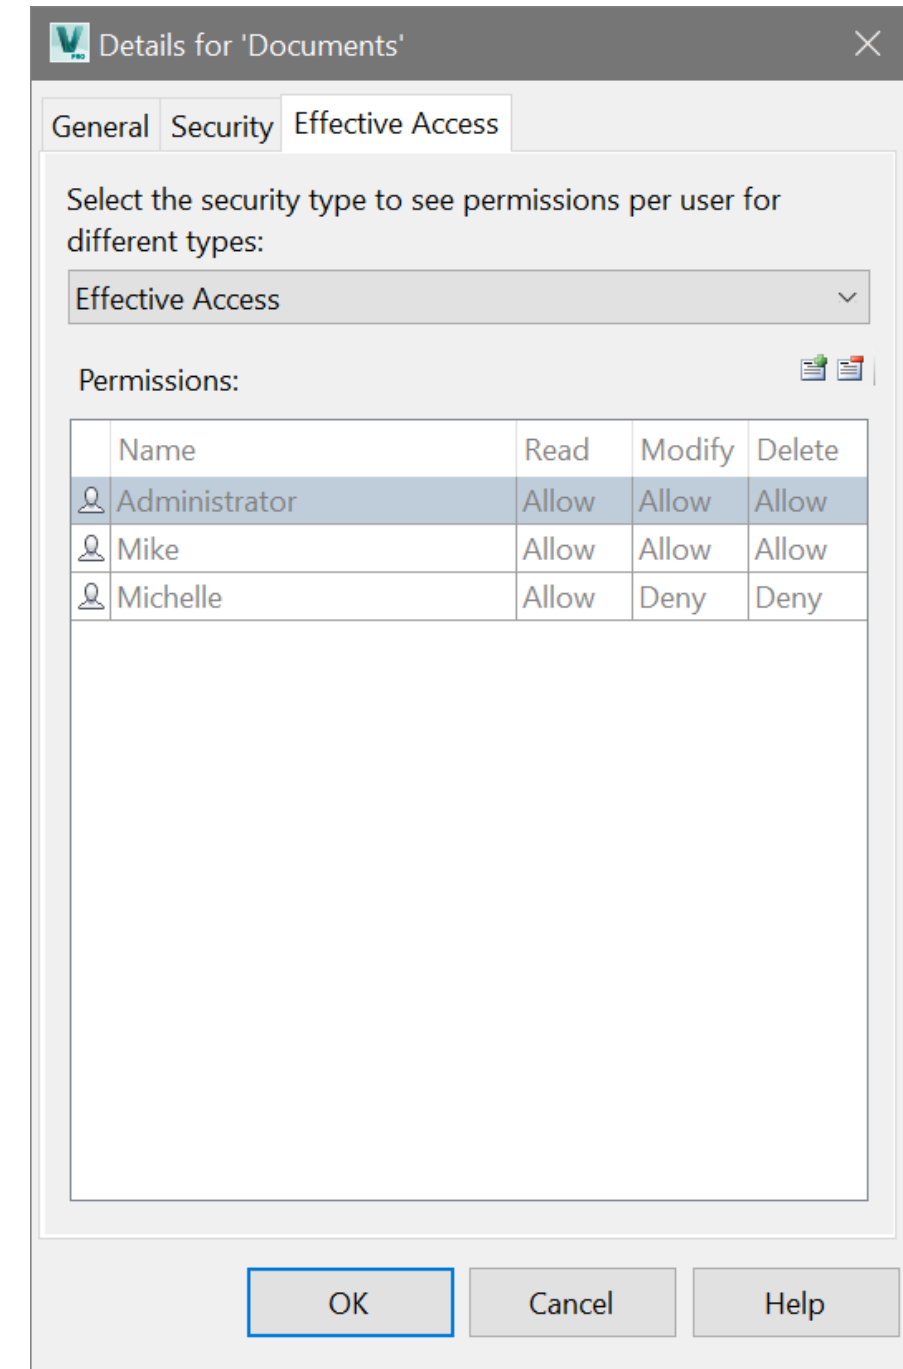 V PRO Details for 'Documents'
General Security Effective Access
Select the security type to see permissions per user for
different types:
Effective Access
Permissions:
Name Read Modify Delete
Administrator Allow Allow Allow
Mike Allow Allow Allow
Michelle Allow Deny Deny
OK Cancel Help